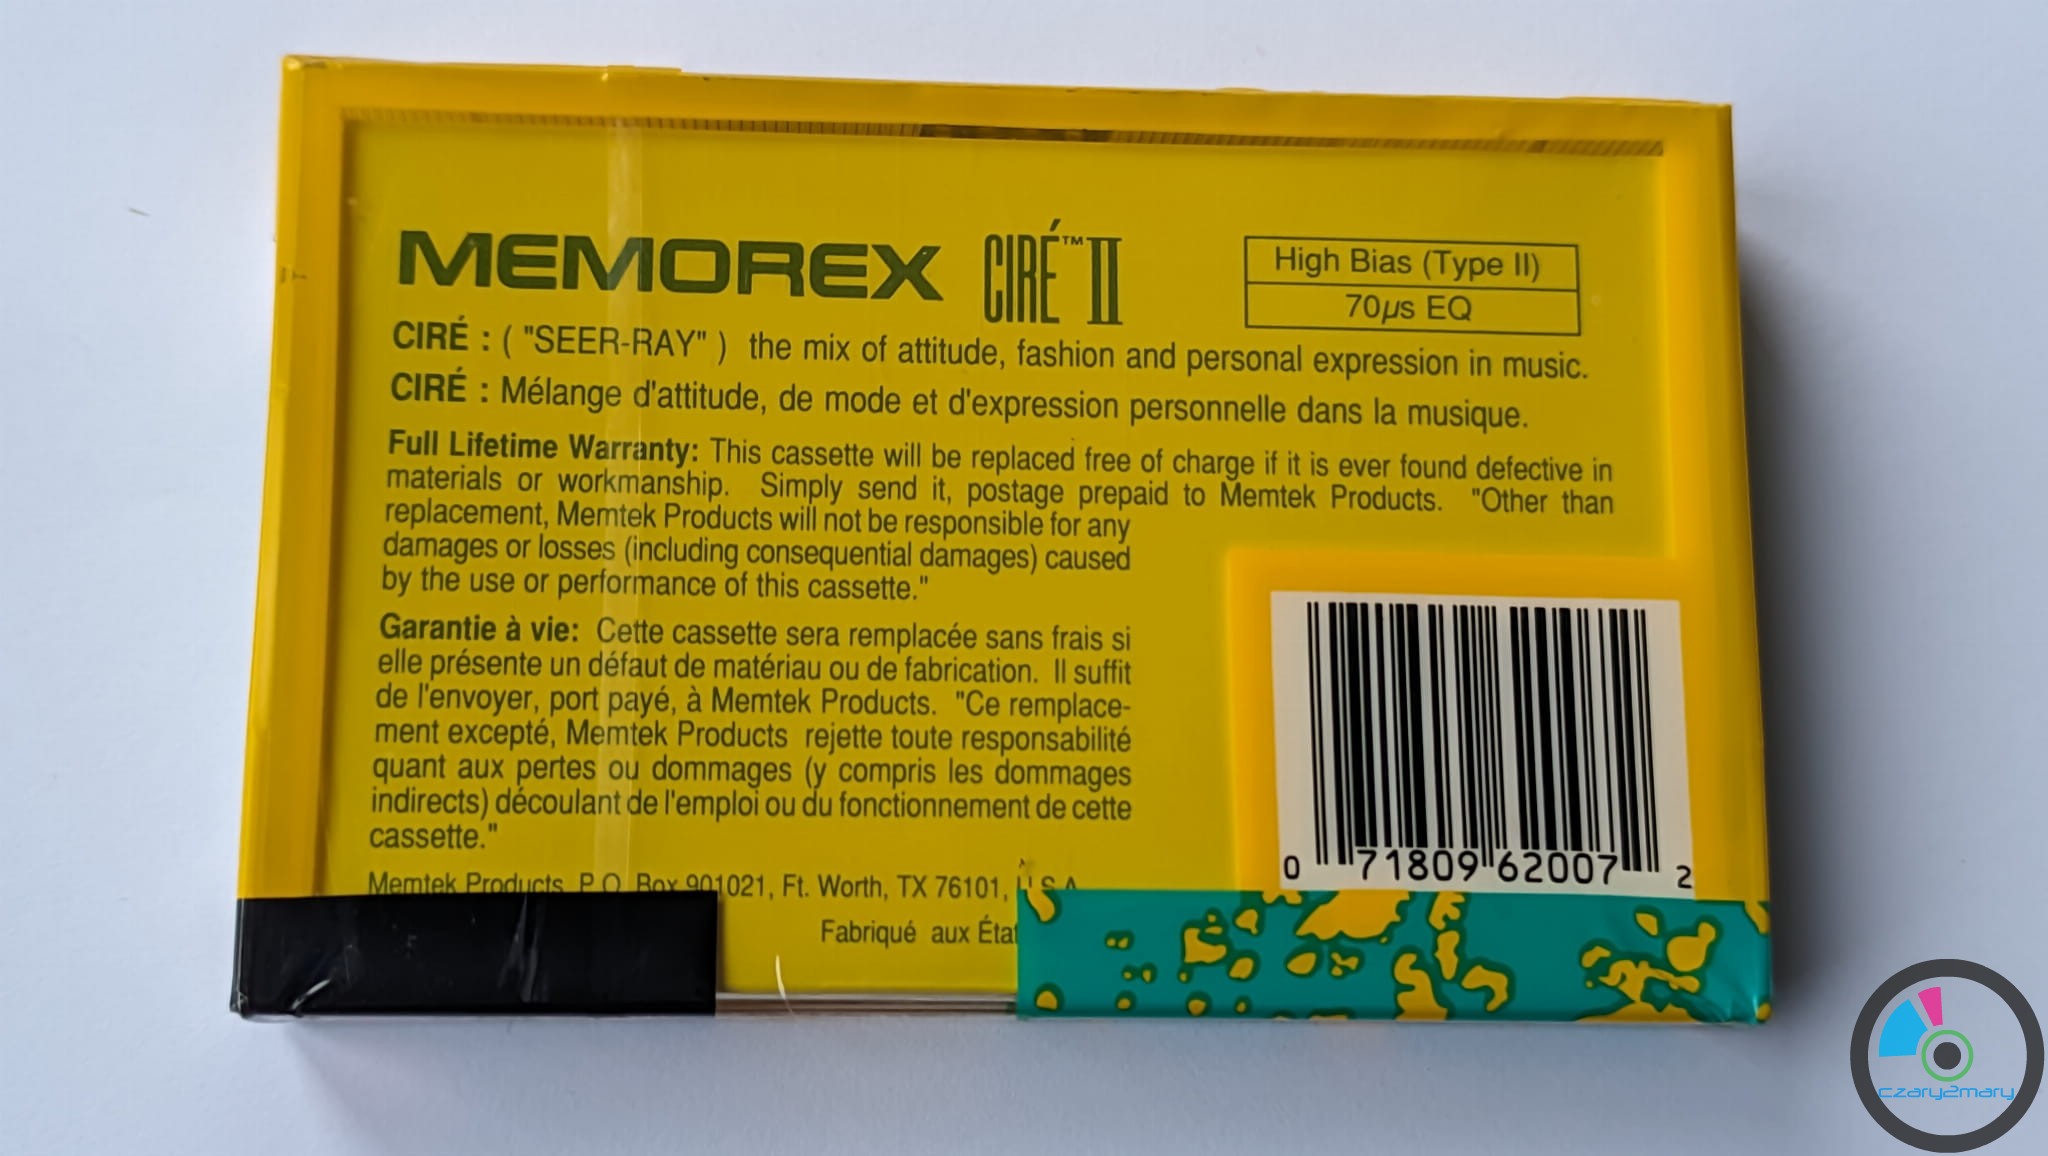 MEMOREX CIRÉ™ II
High Bias (Type II)
70µs EQ
CIRÉ : ( "SEER-RAY" ) the mix of attitude, fashion and personal expression in music.
CIRÉ : Mélange d'attitude, de mode et d'expression personnelle dans la musique.
Full Lifetime Warranty: This cassette will be replaced free of charge if it is ever found defective in
materials or workmanship. Simply send it, postage prepaid to Memtek Products. "Other than
replacement, Memtek Products will not be responsible for any
damages or losses (including consequential damages) caused
by the use or performance of this cassette."
Garantie à vie: Cette cassette sera remplacée sans frais si
elle présente un défaut de matériau ou de fabrication. Il suffit
de l'envoyer, port payé, à Memtek Products. "Ce remplace-
ment excepté, Memtek Products rejette toute responsabilité
quant aux pertes ou dommages (y compris les dommages
indirects) découlant de l'emploi ou du fonctionnement de cette
cassette."
Memtek Products P.O. Box 901021, Ft. Worth, TX 76101, U.S.A.
Fabriqué aux Éta
0 71809 62007 2
czary2mary